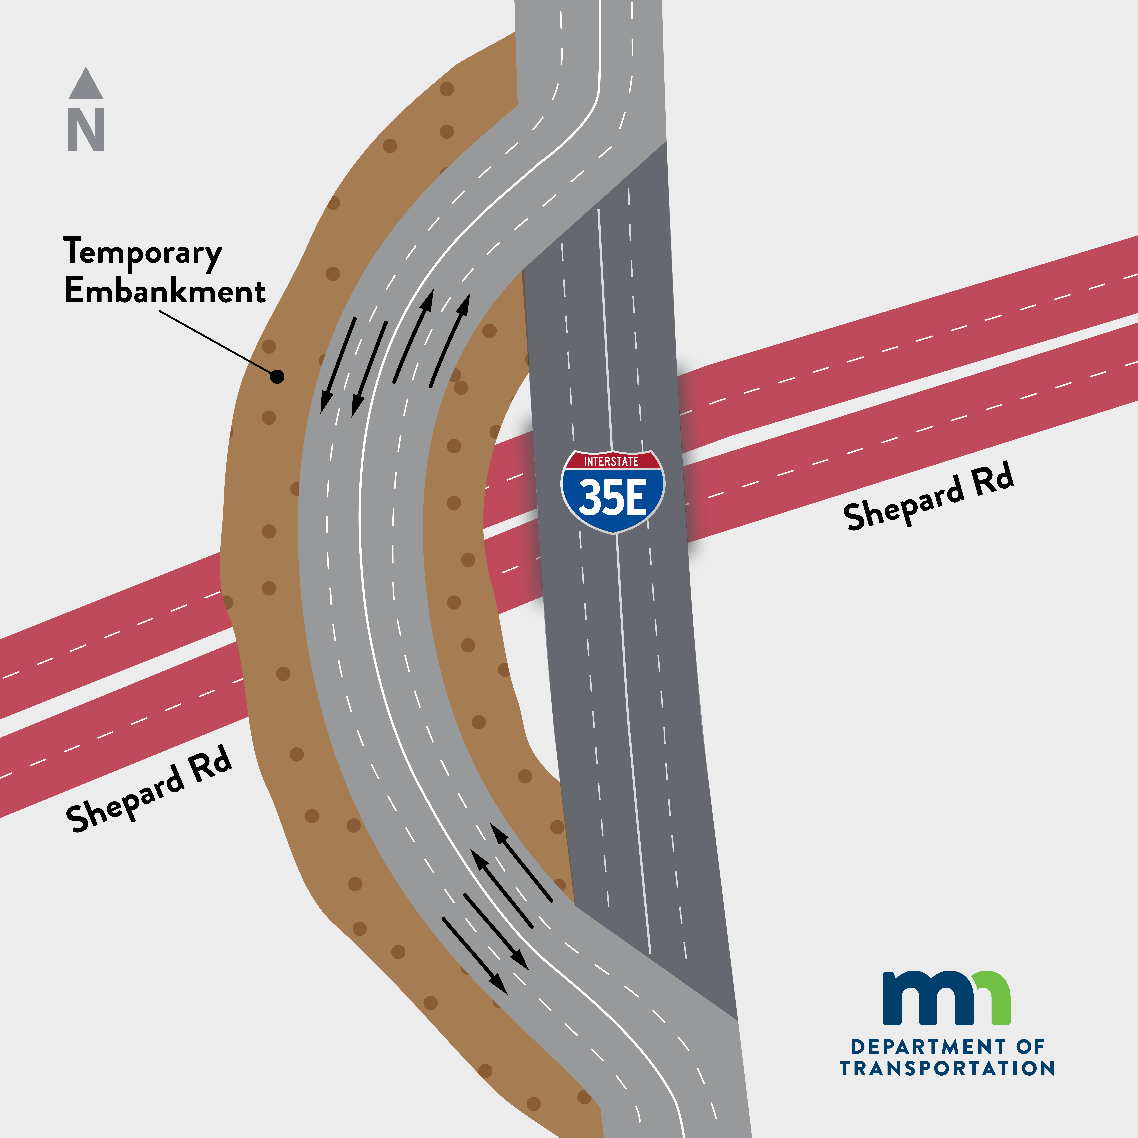 N
Temporary
Embankment
INTERSTATE
35E
Shepard Rd
Shepard Rd
mn
DEPARTMENT OF
TRANSPORTATION